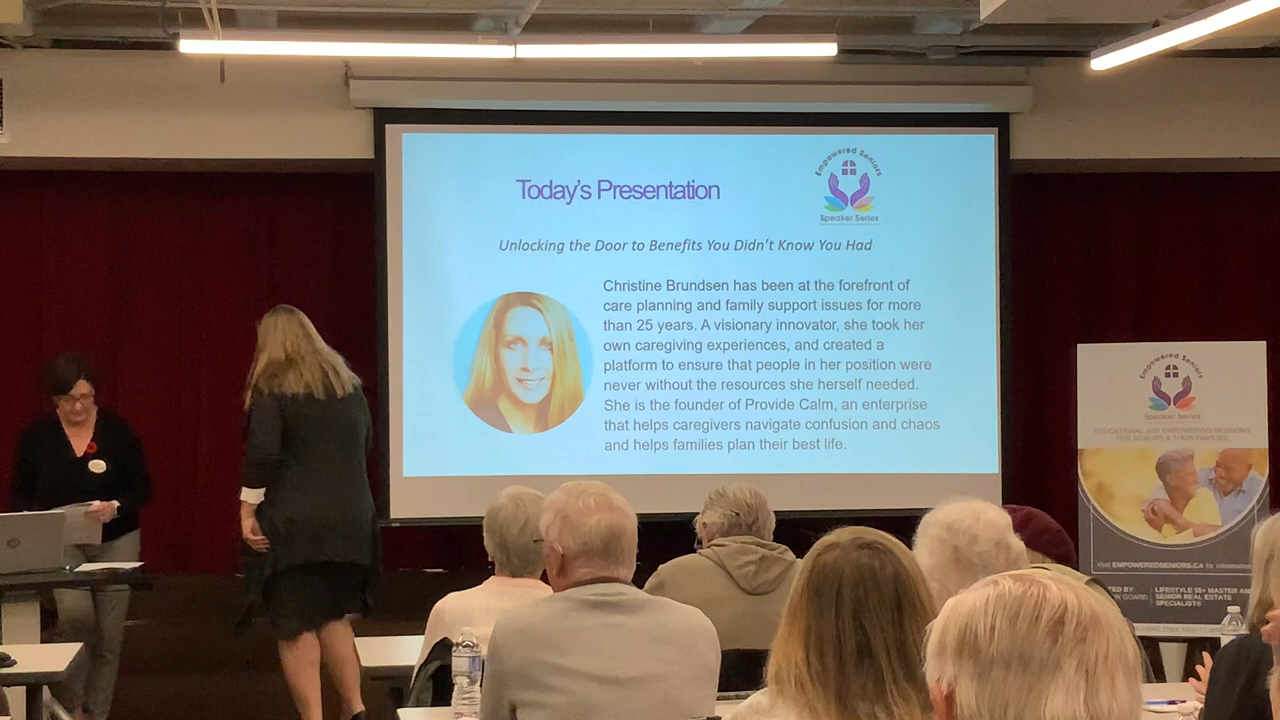 Today's Presentation
Empowered Seniors
Speaker Series
Unlocking the Door to Benefits You Didn't Know You Had
Christine Brundsen has been at the forefront of
care planning and family support issues for more
than 25 years. A visionary innovator, she took her
own caregiving experiences, and created a
platform to ensure that people in her position were
never without the resources she herself needed.
She is the founder of Provide Calm, an enterprise
that helps caregivers navigate confusion and chaos
and helps families plan their best life.
Empowered Seniors
Speaker Series
EDUCATIONAL AND EMPOWERING SESSIONS
FOR SENIORS & THEIR FAMILIES
Visit EMPOWEREDSENIORS.CA for information
BY:
BOARD
LIFESTYLE 55+ MASTER AN
SENIOR REAL ESTATE
SPECIALIST®